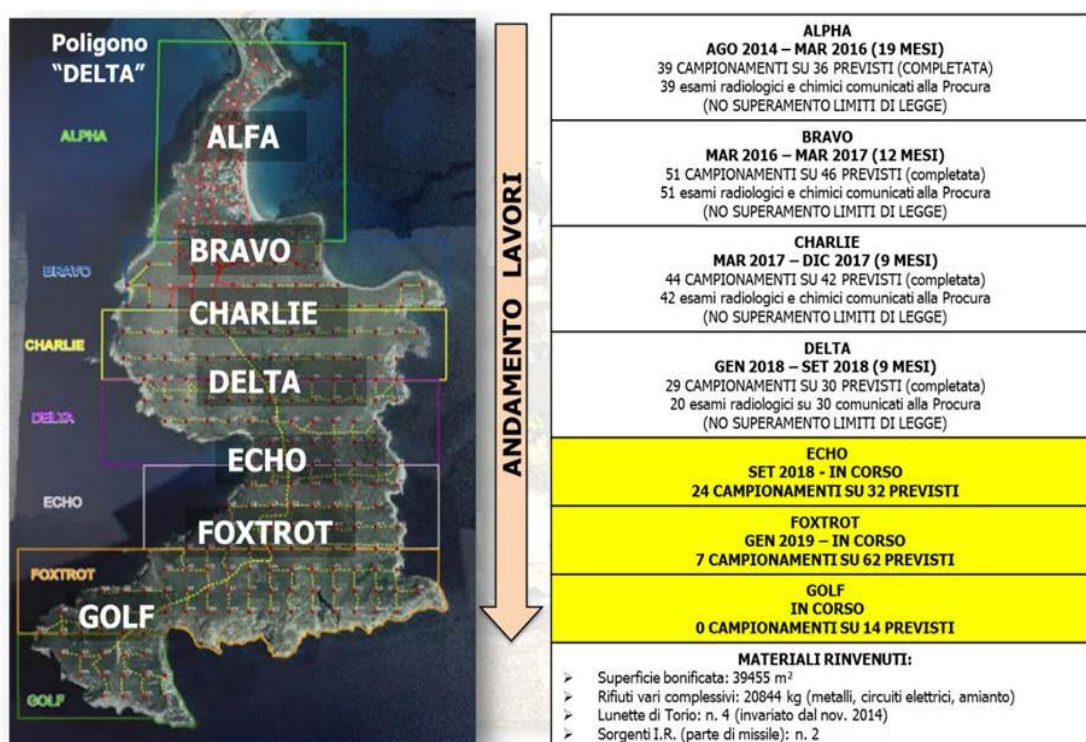 Poligono
"DELTA"
ALPHA
ALFA
BRAVO
BRAVO
CHARLIE
CHARLIE
DELTA
DELTA
ECHO
ECHO
FOXTROT
FOXTROT
GOLF
GOLF
ANDAMENTO LAVORI
ALPHA
AGO 2014 – MAR 2016 (19 MESI)
39 CAMPIONAMENTI SU 36 PREVISTI (COMPLETATA)
39 esami radiologici e chimici comunicati alla Procura
(NO SUPERAMENTO LIMITI DI LEGGE)
BRAVO
MAR 2016 – MAR 2017 (12 MESI)
51 CAMPIONAMENTI SU 46 PREVISTI (completata)
51 esami radiologici e chimici comunicati alla Procura
(NO SUPERAMENTO LIMITI DI LEGGE)
CHARLIE
MAR 2017 – DIC 2017 (9 MESI)
44 CAMPIONAMENTI SU 42 PREVISTI (completata)
42 esami radiologici e chimici comunicati alla Procura
(NO SUPERAMENTO LIMITI DI LEGGE)
DELTA
GEN 2018 – SET 2018 (9 MESI)
29 CAMPIONAMENTI SU 30 PREVISTI (completata)
20 esami radiologici su 30 comunicati alla Procura
(NO SUPERAMENTO LIMITI DI LEGGE)
ECHO
SET 2018 - IN CORSO
24 CAMPIONAMENTI SU 32 PREVISTI
FOXTROT
GEN 2019 – IN CORSO
7 CAMPIONAMENTI SU 62 PREVISTI
GOLF
IN CORSO
0 CAMPIONAMENTI SU 14 PREVISTI
MATERIALI RINVENUTI:
➢ Superficie bonificata: 39455 m²
➢ Rifiuti vari complessivi: 20844 kg (metalli, circuiti elettrici, amianto)
➢ Lunette di Torio: n. 4 (invariato dal nov. 2014)
➢ Sorgenti I.R. (parte di missile): n. 2